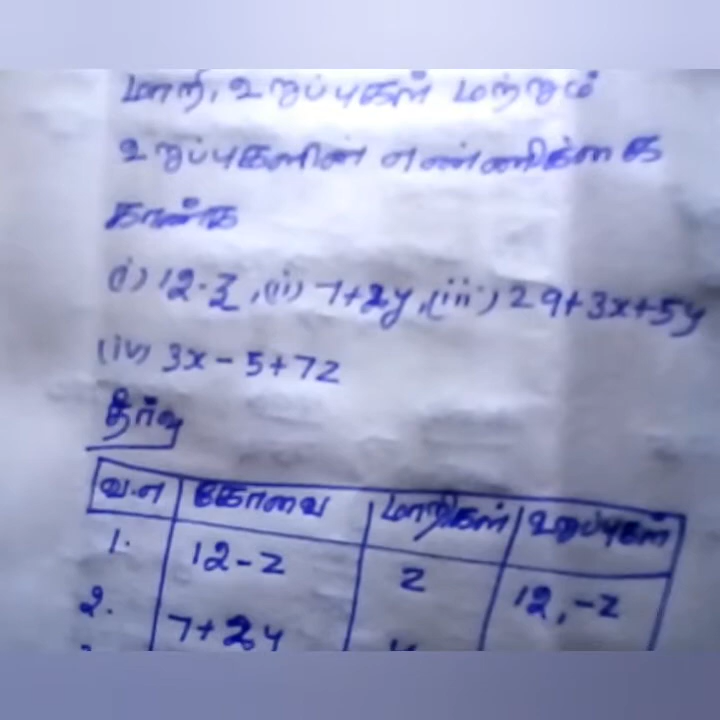 மாறி, உறுப்புகள் மற்றும்
உறுப்புகளின் எண்ணிக்கை
காண்க
(i) 12-z, (ii) 7+2y, (iii) 29+3x+5y
(iv) 3x-5+7z
தீர்வு
வ.எ கோவை மாறிகள் உறுப்புகள்
1. 12-z z 12, -z
2. 7+2y y